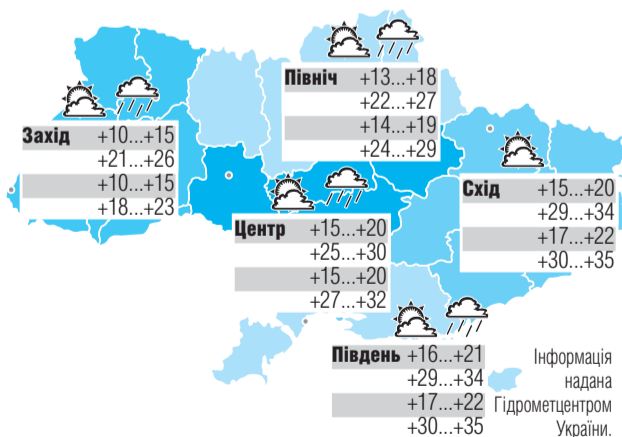 Північ +13...+18
+22...+27
+14...+19
+24...+29
Захід +10...+15
+21...+26
+10...+15
+18...+23
Схід +15...+20
+29...+34
+17...+22
+30...+35
Центр +15...+20
+25...+30
+15...+20
+27...+32
Південь +16...+21
+29...+34
+17...+22
+30...+35
Інформація
надана
Гідрометцентром
України.